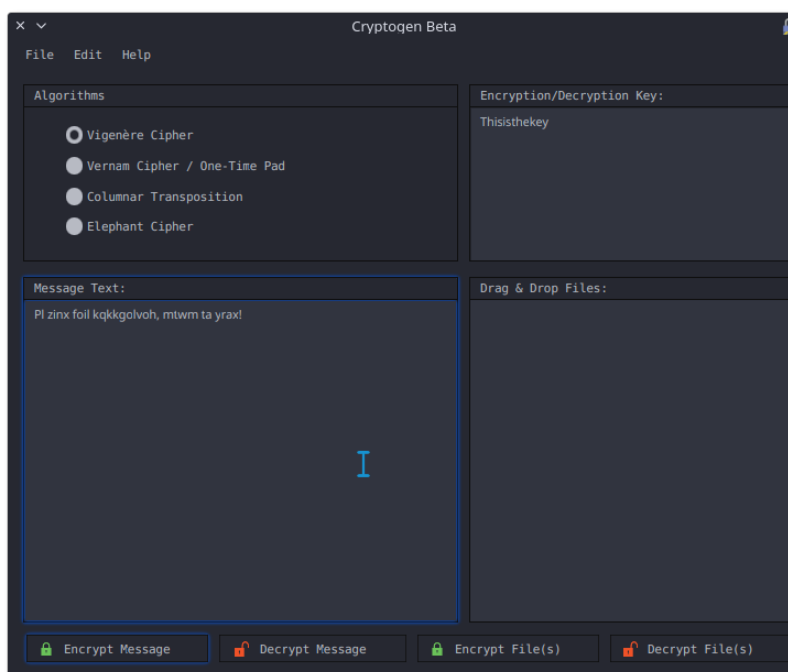 Cryptogen Beta
File Edit Help
Algorithms
Vigenère Cipher
Vernam Cipher / One-Time Pad
Columnar Transposition
Elephant Cipher
Encryption/Decryption Key:
Thisisthekey
Message Text:
Pl zinx foil kqkkgolvoh, mtwm ta yrax!
Drag & Drop Files:
Encrypt Message
Decrypt Message
Encrypt File(s)
Decrypt File(s)